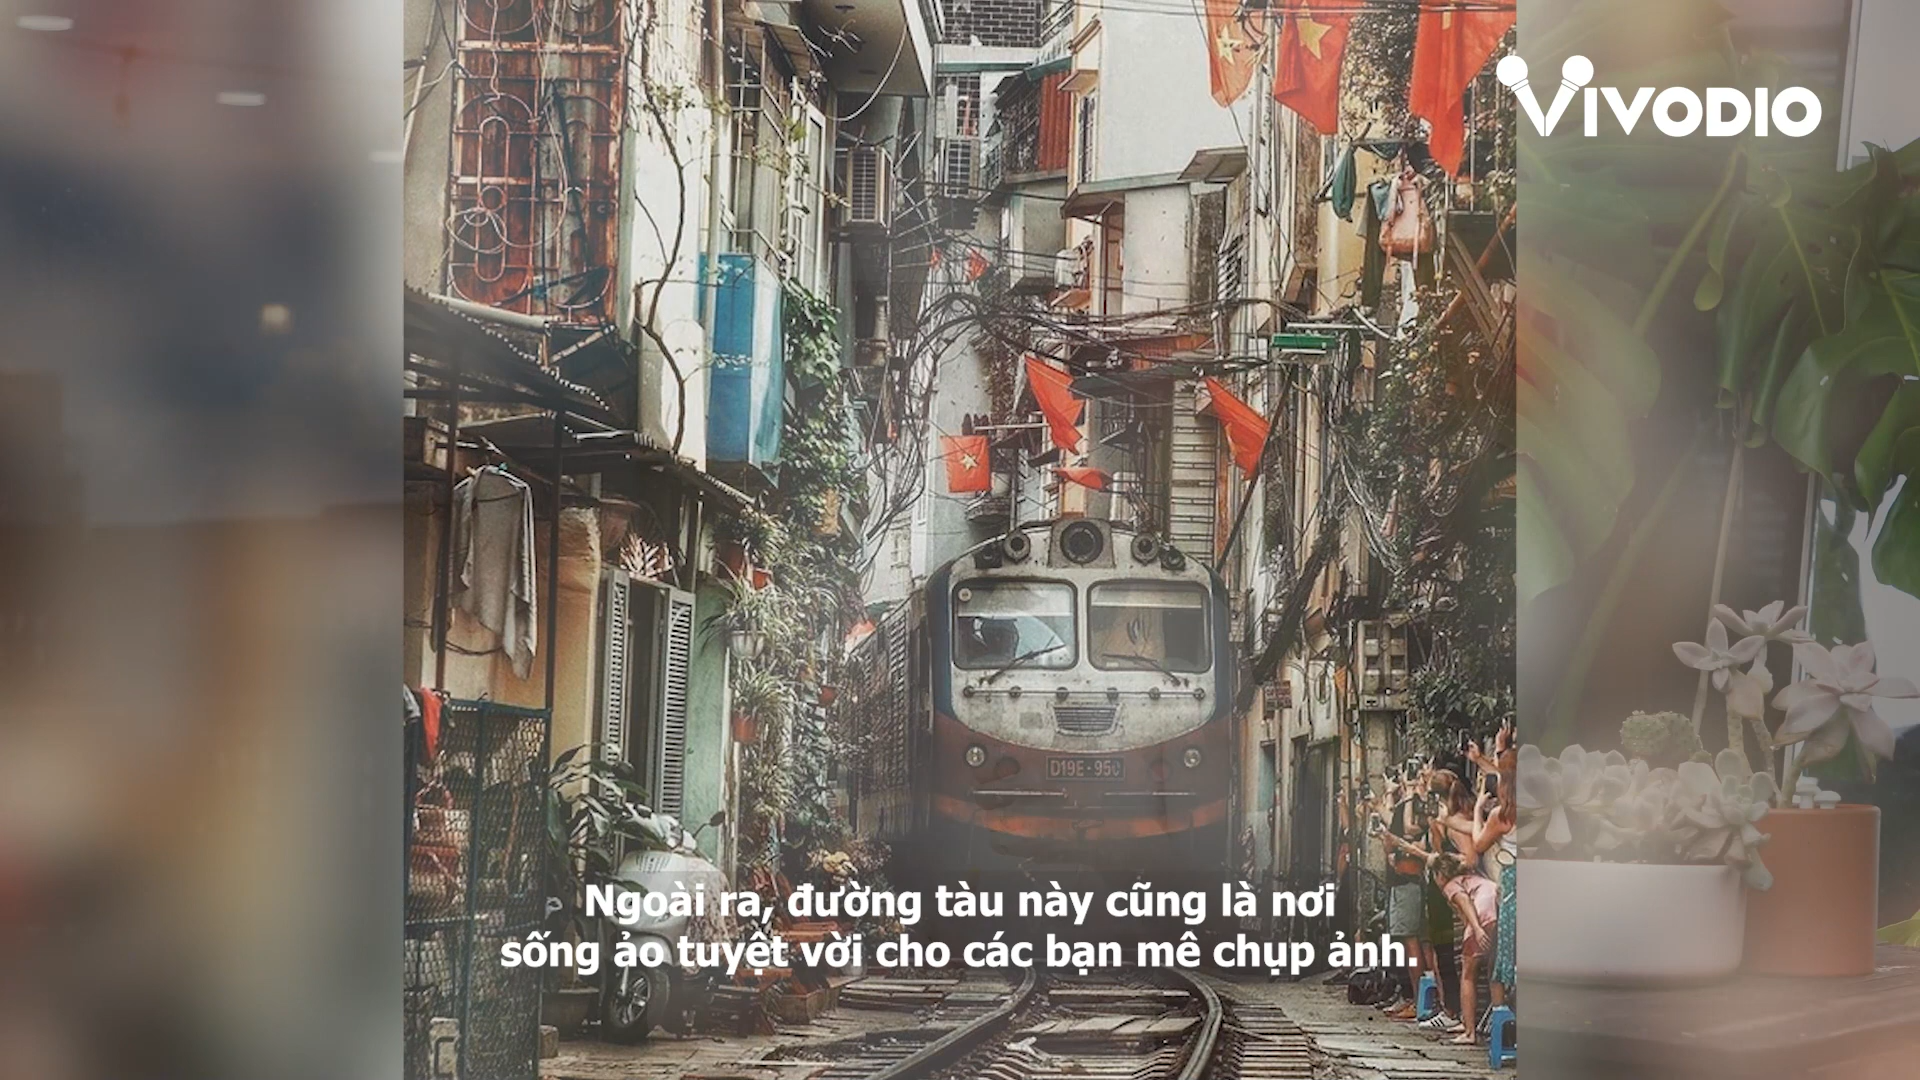 VIVODIO
D19E-950
Ngoài ra, đường tàu này cũng là nơi
sống ảo tuyệt vời cho các bạn mê chụp ảnh.